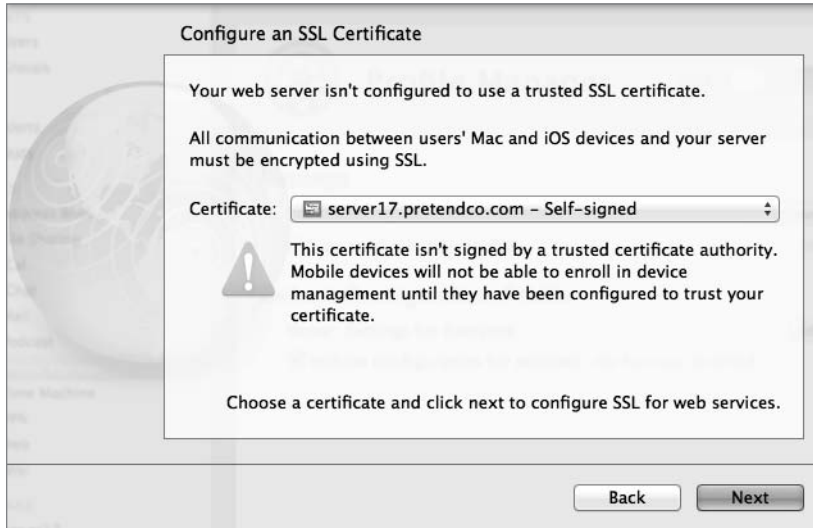 Configure an SSL Certificate
Your web server isn't configured to use a trusted SSL certificate.
All communication between users' Mac and iOS devices and your server
must be encrypted using SSL.
Certificate: server17.pretendco.com – Self-signed
This certificate isn't signed by a trusted certificate authority.
Mobile devices will not be able to enroll in device
management until they have been configured to trust your
certificate.
Choose a certificate and click next to configure SSL for web services.
Back Next